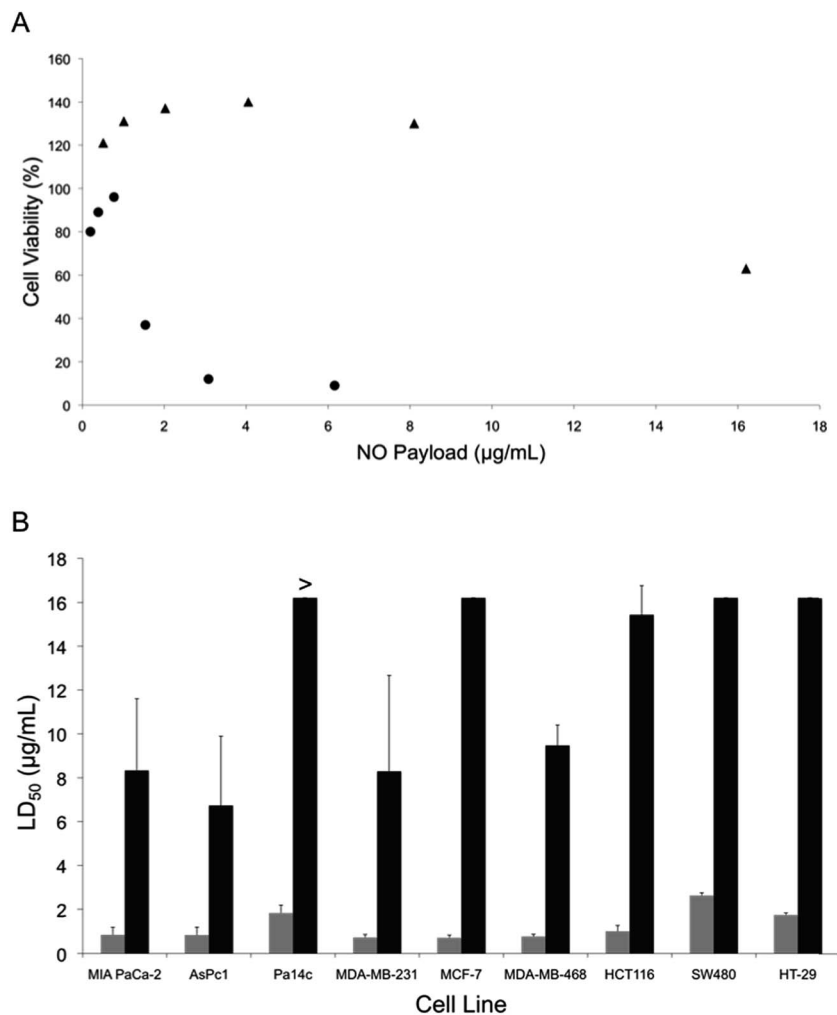 A
160
140
120
100
80
60
40
20
0
Cell Viability (%)
0 2 4 6 8 10 12 14 16 18
NO Payload (µg/mL)
B
18
16
14
12
10
8
6
4
2
0
LD50 (µg/mL)
>
MIA PaCa-2 AsPc1 Pa14c MDA-MB-231 MCF-7 MDA-MB-468 HCT116 SW480 HT-29
Cell Line